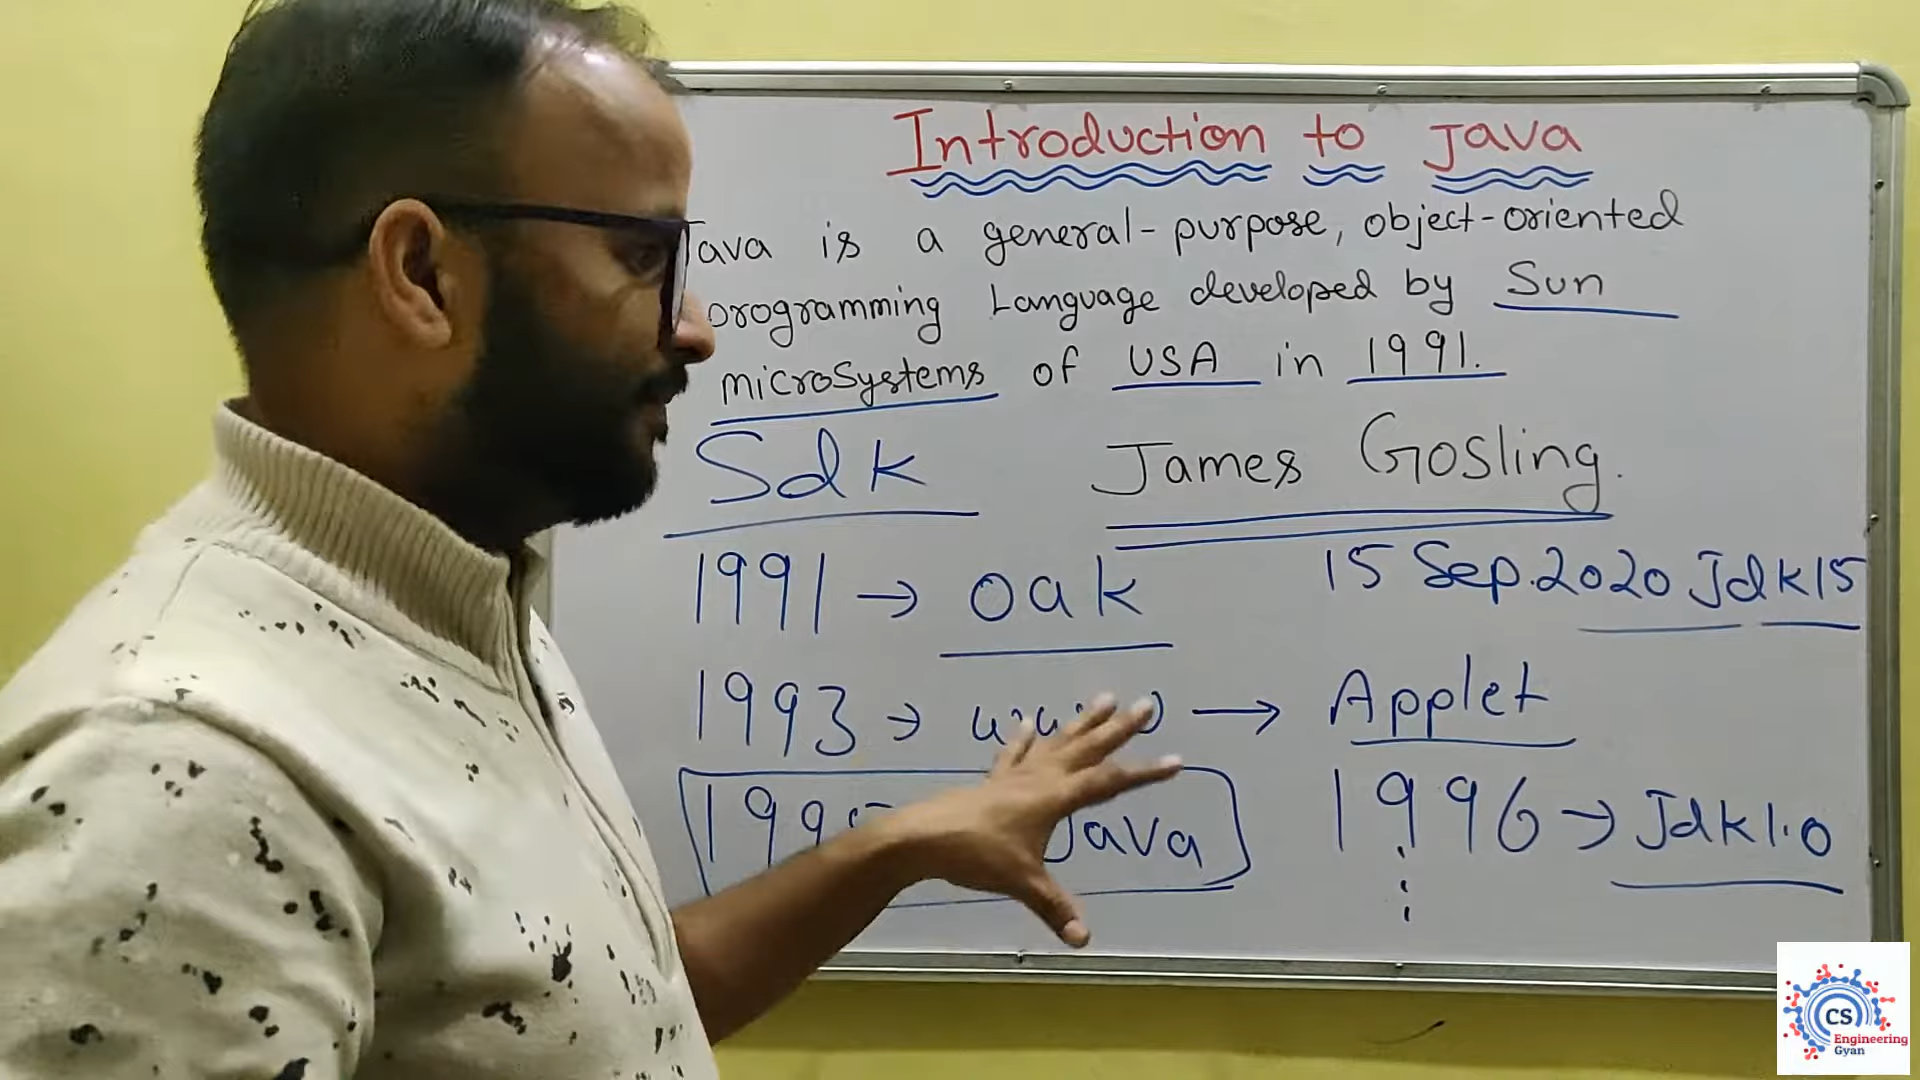 Introduction to Java
Java is a general-purpose, object-oriented
programming Language developed by Sun
microsystems of USA in 1991.
Sdk James Gosling.
1991 → oak 15 Sep. 2020 Jdk15
1993 → → Applet
Java 1996 → Jdk1.0
CS
Engineering
Gyan